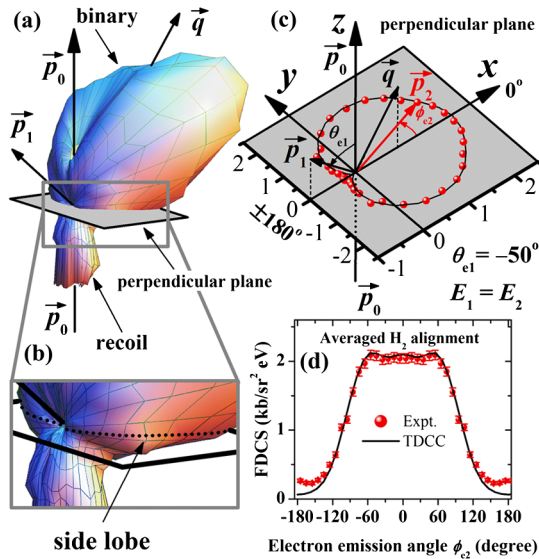 (a)
binary
q
p0
p1
perpendicular plane
p0
recoil
(b)
side lobe
(c)
perpendicular plane
z
p0
q
p2
x
0°
y
ϕe2
θe1
p1
2
1
0
-1
-2
±180°
-1
0
1
2
p0
θe1 = –50°
E1 = E2
Averaged H2 alignment
(d)
FDCS (kb/sr² eV)
2
1
0
Expt.
TDCC
-180 -120 -60 0 60 120 180
Electron emission angle ϕe2 (degree)